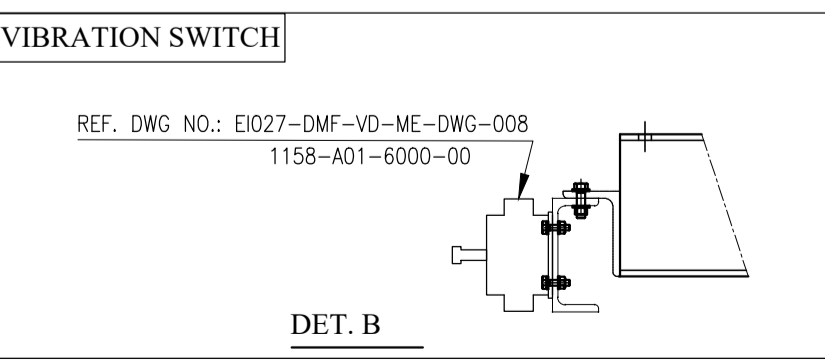 VIBRATION SWITCH
REF. DWG NO.: EI027-DMF-VD-ME-DWG-008
1158-A01-6000-00
DET. B